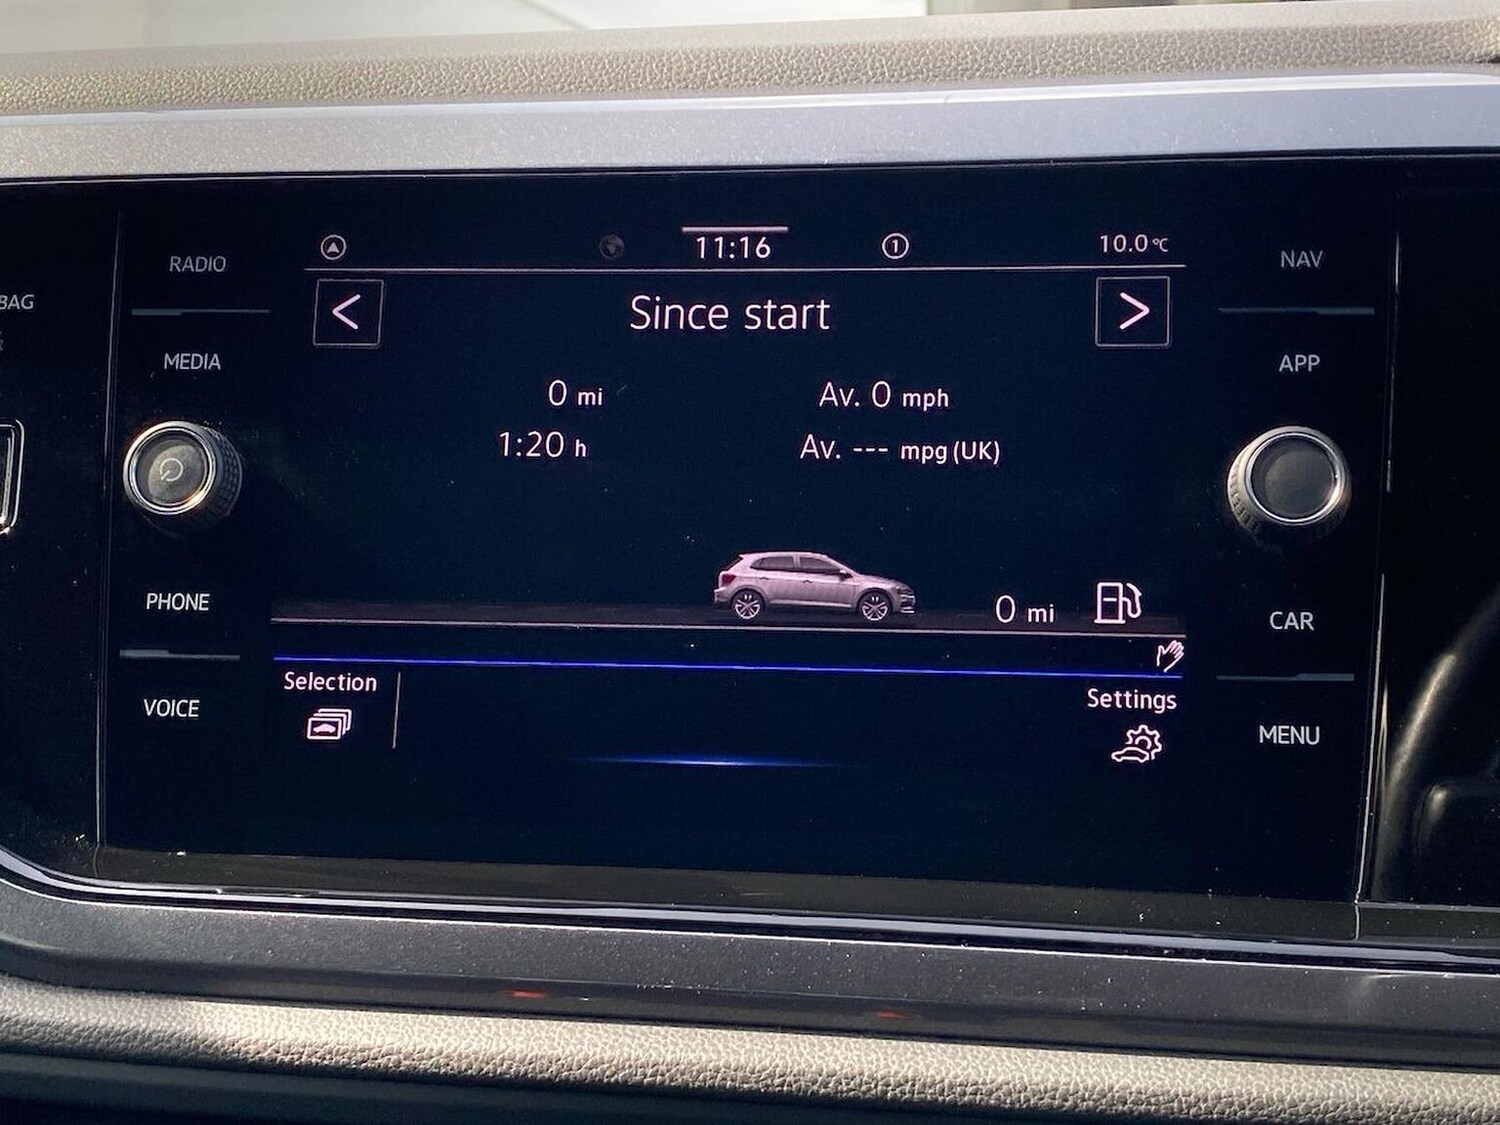 11:16
1
10.0°C
RADIO
NAV
BAG
<
Since start
>
MEDIA
APP
0 mi
Av. 0 mph
1:20 h
Av. --- mpg (UK)
PHONE
0 mi
CAR
Selection
Settings
VOICE
MENU